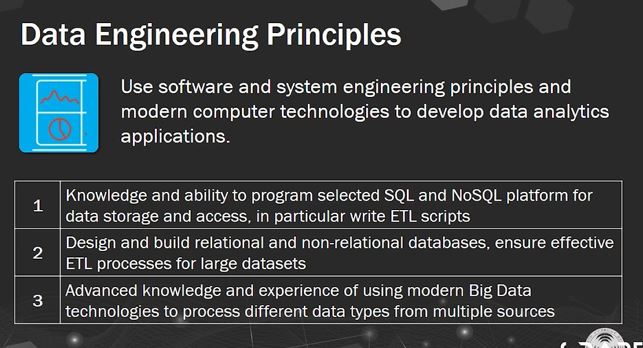 Data Engineering Principles
Use software and system engineering principles and
modern computer technologies to develop data analytics
applications.
1
Knowledge and ability to program selected SQL and NoSQL platform for
data storage and access, in particular write ETL scripts
2
Design and build relational and non-relational databases, ensure effective
ETL processes for large datasets
3
Advanced knowledge and experience of using modern Big Data
technologies to process different data types from multiple sources